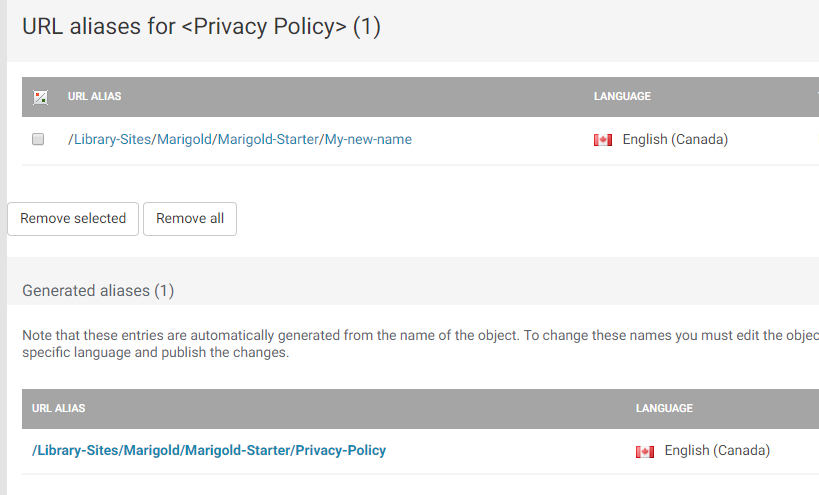 URL aliases for <Privacy Policy> (1)
URL ALIAS LANGUAGE
/Library-Sites/Marigold/Marigold-Starter/My-new-name English (Canada)
Remove selected Remove all
Generated aliases (1)
Note that these entries are automatically generated from the name of the object. To change these names you must edit the
specific language and publish the changes.
URL ALIAS LANGUAGE
/Library-Sites/Marigold/Marigold-Starter/Privacy-Policy English (Canada)